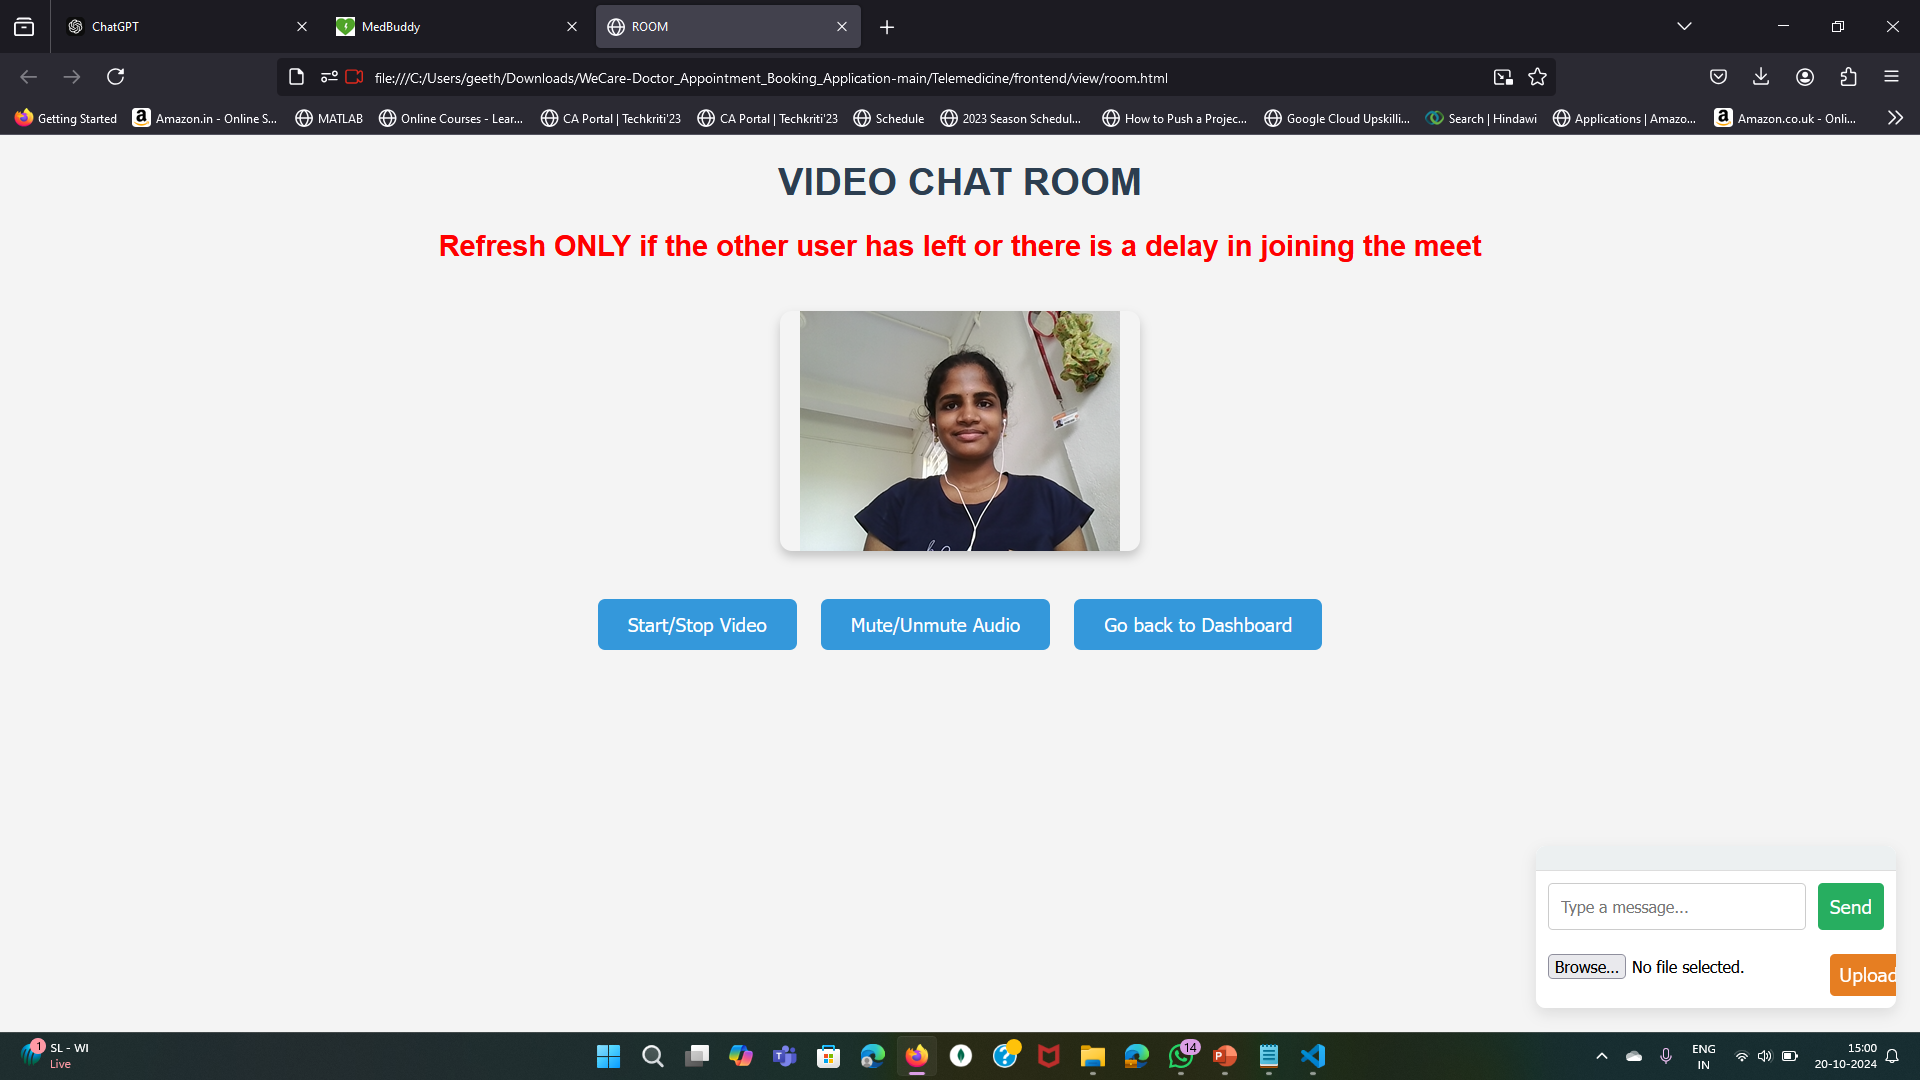 ChatGPT
MedBuddy
ROOM
file:///C:/Users/geeth/Downloads/WeCare-Doctor_Appointment_Booking_Application-main/Telemedicine/frontend/view/room.html
Getting Started
Amazon.in - Online S...
MATLAB
Online Courses - Lear...
CA Portal | Techkriti'23
CA Portal | Techkriti'23
Schedule
2023 Season Schedul...
How to Push a Projec...
Google Cloud Upskilli...
Search | Hindawi
Applications | Amazo...
Amazon.co.uk - Onli...
VIDEO CHAT ROOM
Refresh ONLY if the other user has left or there is a delay in joining the meet
Start/Stop Video
Mute/Unmute Audio
Go back to Dashboard
Type a message...
Send
Browse...
No file selected.
Upload
1
SL - WI
Live
14
ENG
IN
15:00
20-10-2024